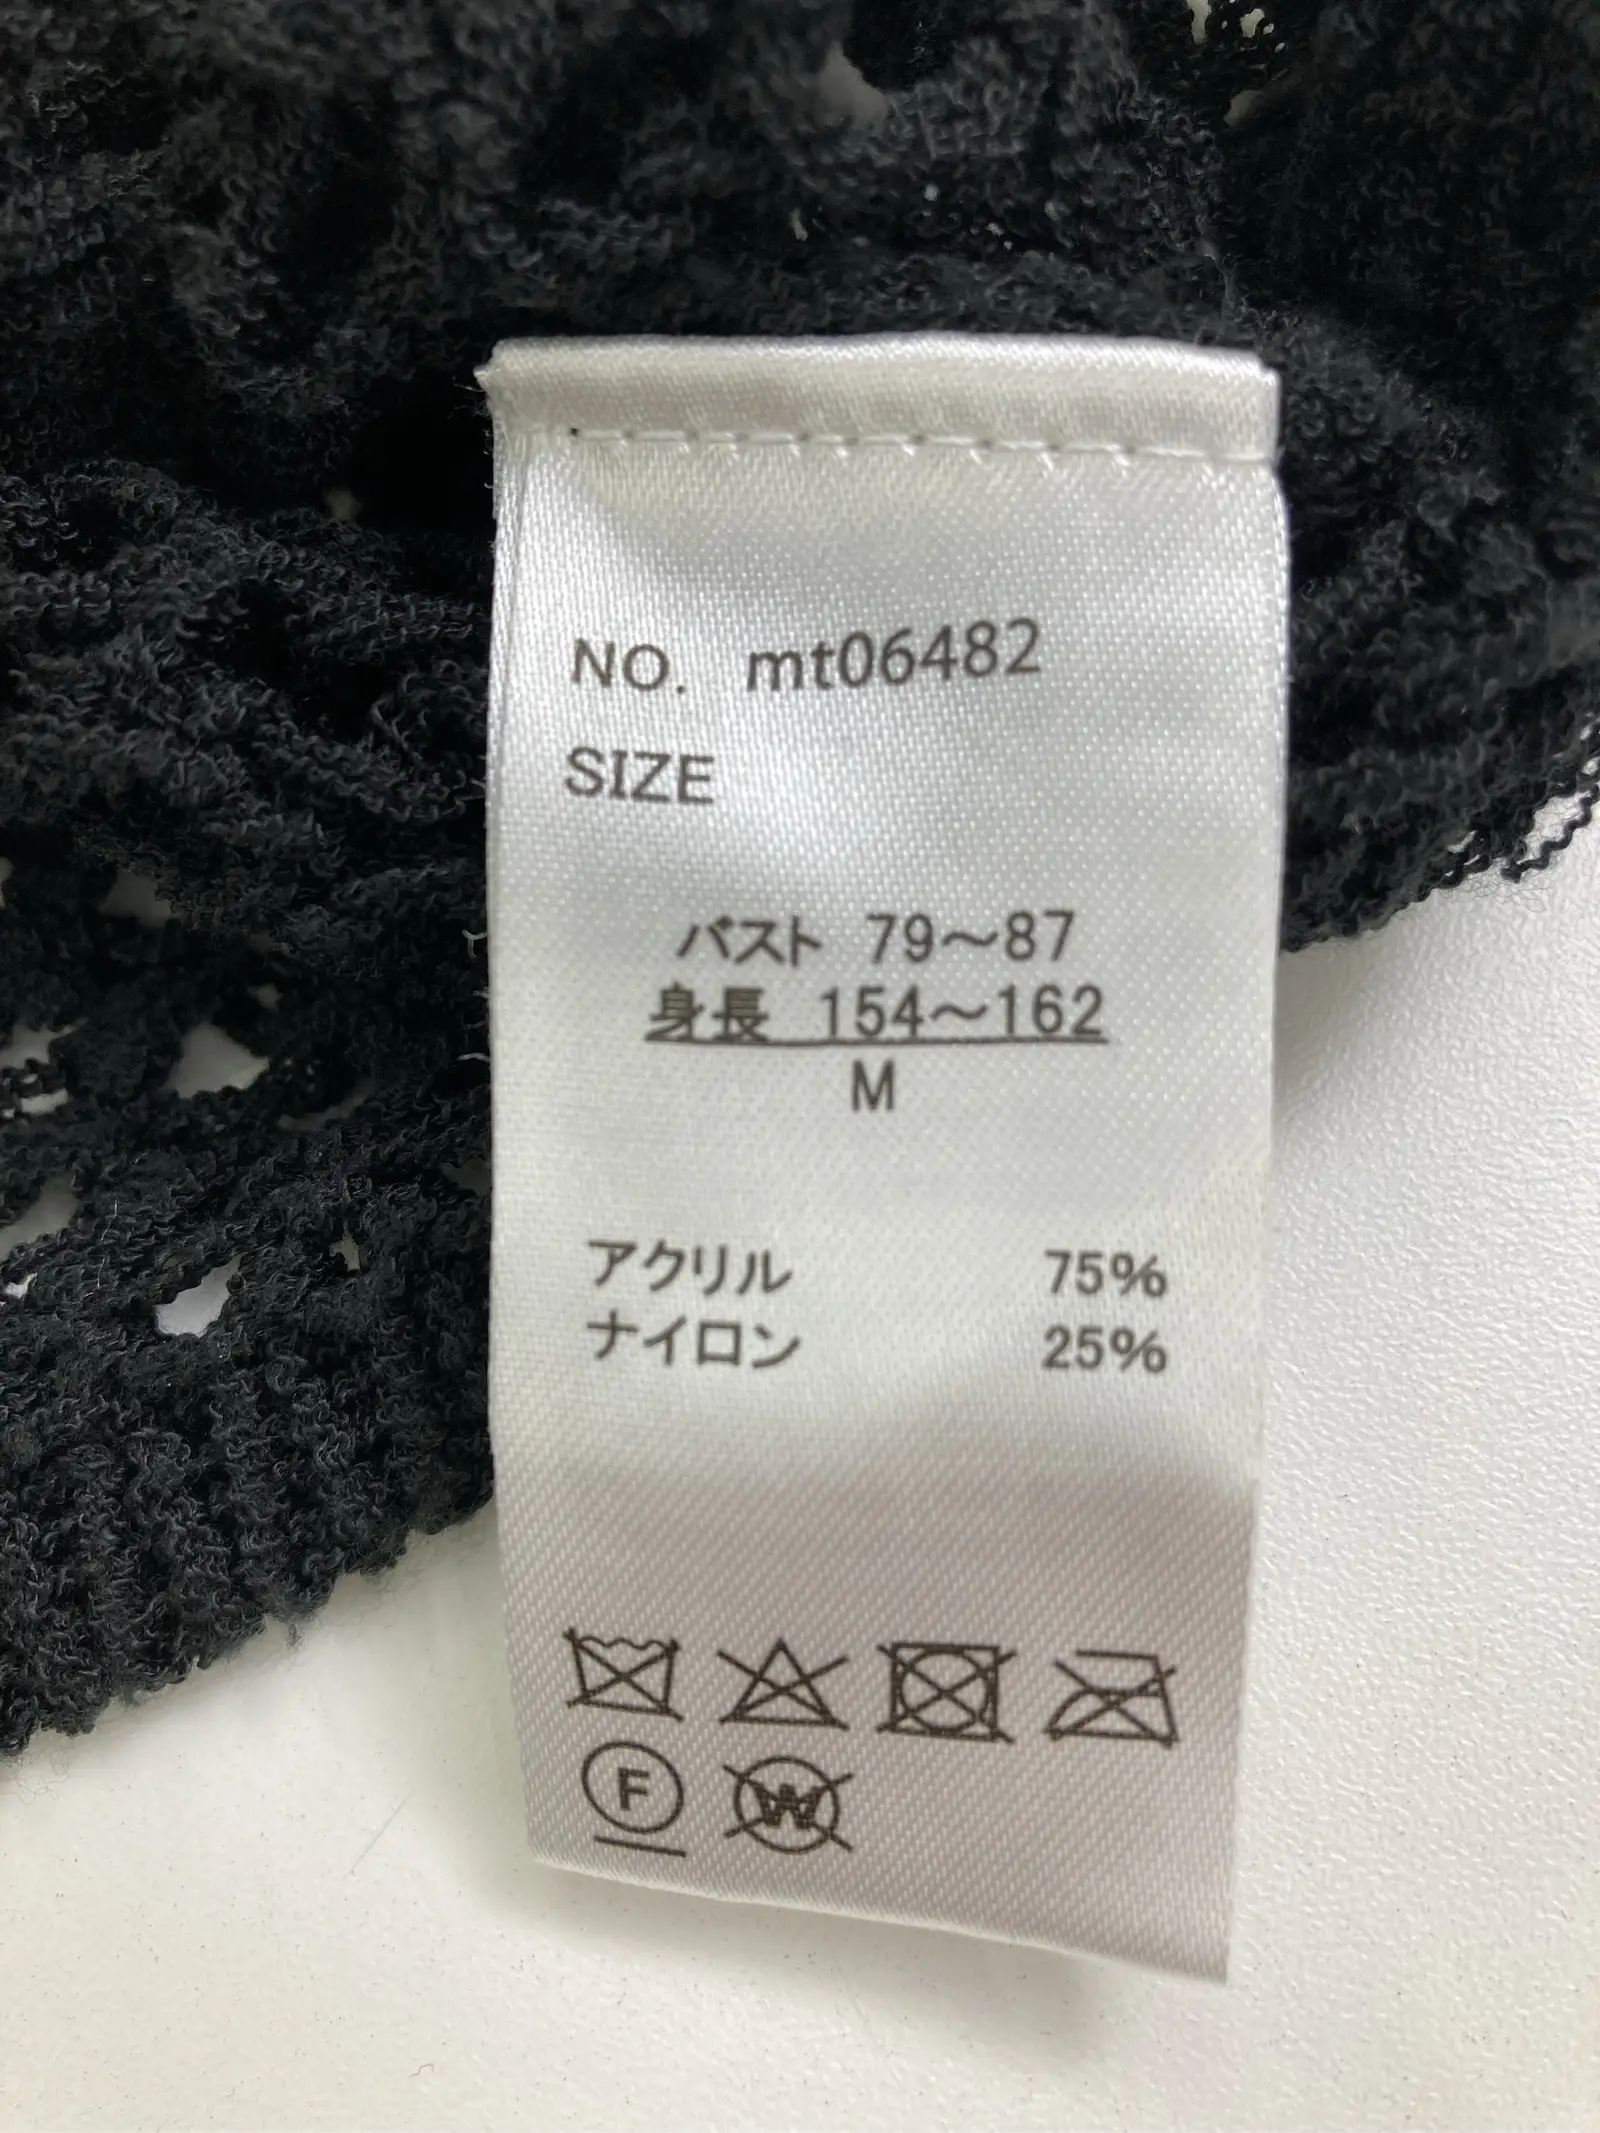 NO. mt06482
SIZE
バスト 79～87
身長 154～162
M
アクリル 75%
ナイロン 25%
F
W